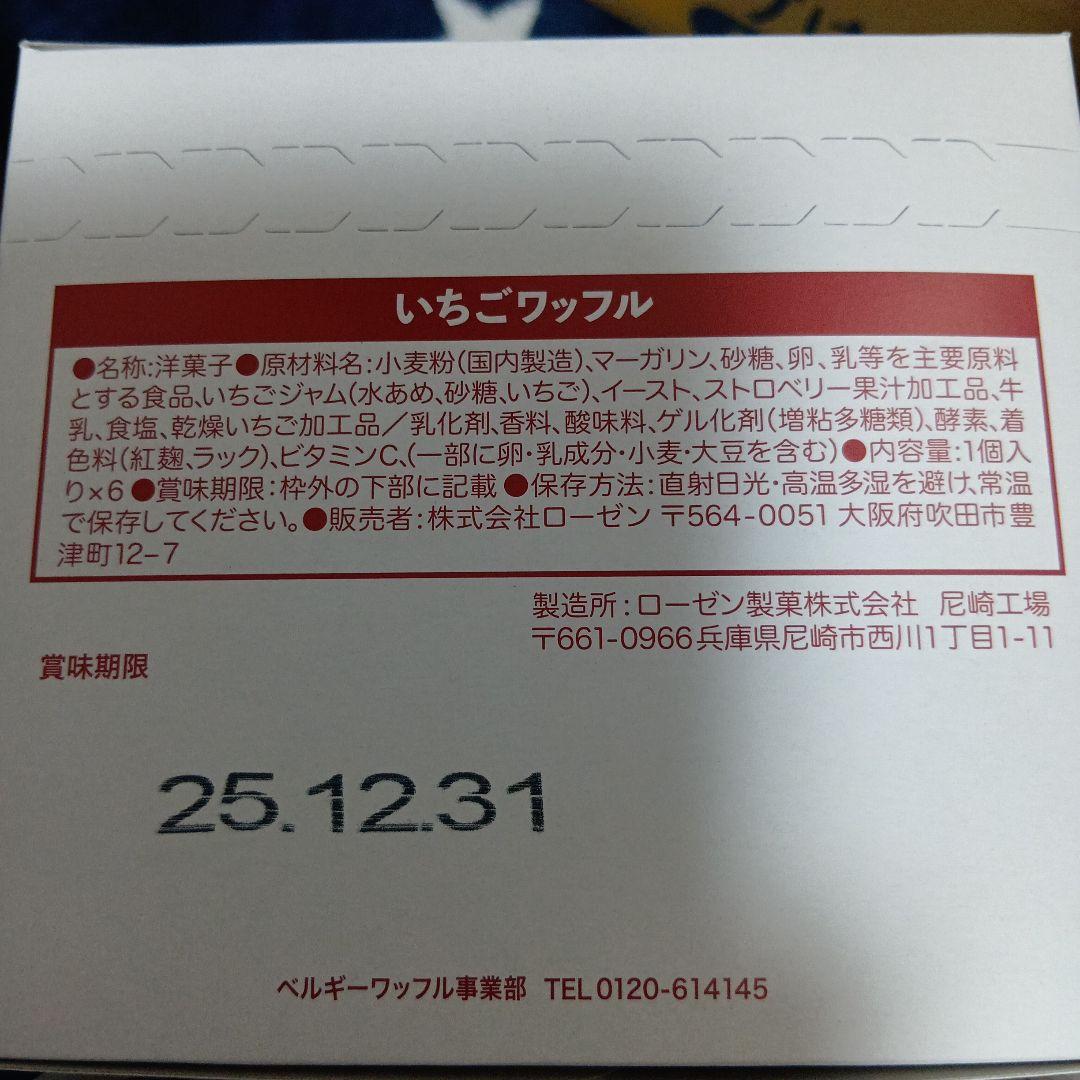 いちごワッフル
●名称:洋菓子●原材料名:小麦粉(国内製造)、マーガリン、砂糖、卵、乳等を主要原料
とする食品、いちごジャム(水あめ、砂糖、いちご)、イースト、ストロベリー果汁加工品、牛
乳、食塩、乾燥いちご加工品/乳化剤、香料、酸味料、ゲル化剤(増粘多糖類)、酵素、着
色料(紅麹、ラック)、ビタミンC、(一部に卵・乳成分・小麦・大豆を含む)●内容量:1個入
り×6●賞味期限:枠外の下部に記載●保存方法:直射日光・高温多湿を避け、常温
で保存してください。●販売者:株式会社ローゼン 〒564-0051 大阪府吹田市豊
津町12-7
製造所:ローゼン製菓株式会社 尼崎工場
〒661-0966兵庫県尼崎市西川1丁目1-11
賞味期限
25.12.31
ベルギーワッフル事業部 TEL 0120-614145